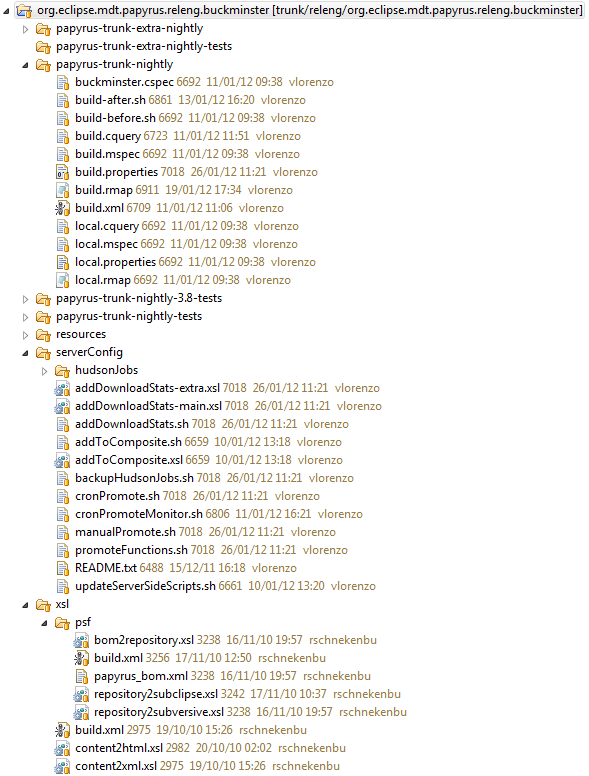 org.eclipse.mdt.papyrus.releng.buckminster [trunk/releng/org.eclipse.mdt.papyrus.releng.buckminster]
papyrus-trunk-extra-nightly
papyrus-trunk-extra-nightly-tests
papyrus-trunk-nightly
buckminster.cspec 6692 11/01/12 09:38 vlorenzo
build-after.sh 6861 13/01/12 16:20 vlorenzo
build-before.sh 6692 11/01/12 09:38 vlorenzo
build.cquery 6723 11/01/12 11:51 vlorenzo
build.mspec 6692 11/01/12 09:38 vlorenzo
build.properties 7018 26/01/12 11:21 vlorenzo
build.rmap 6911 19/01/12 17:34 vlorenzo
build.xml 6709 11/01/12 11:06 vlorenzo
local.cquery 6692 11/01/12 09:38 vlorenzo
local.mspec 6692 11/01/12 09:38 vlorenzo
local.properties 6692 11/01/12 09:38 vlorenzo
local.rmap 6692 11/01/12 09:38 vlorenzo
papyrus-trunk-nightly-3.8-tests
papyrus-trunk-nightly-tests
resources
serverConfig
hudsonJobs
addDownloadStats-extra.xsl 7018 26/01/12 11:21 vlorenzo
addDownloadStats-main.xsl 7018 26/01/12 11:21 vlorenzo
addDownloadStats.sh 7018 26/01/12 11:21 vlorenzo
addToComposite.sh 6659 10/01/12 13:18 vlorenzo
addToComposite.xsl 6659 10/01/12 13:18 vlorenzo
backupHudsonJobs.sh 7018 26/01/12 11:21 vlorenzo
cronPromote.sh 7018 26/01/12 11:21 vlorenzo
cronPromoteMonitor.sh 6806 11/01/12 16:21 vlorenzo
manualPromote.sh 7018 26/01/12 11:21 vlorenzo
promoteFunctions.sh 7018 26/01/12 11:21 vlorenzo
README.txt 6488 15/12/11 16:18 vlorenzo
updateServerSideScripts.sh 6661 10/01/12 13:20 vlorenzo
xsl
psf
bom2repository.xsl 3238 16/11/10 19:57 rschnekenbu
build.xml 3256 17/11/10 12:50 rschnekenbu
papyrus_bom.xml 3238 16/11/10 19:57 rschnekenbu
repository2subclipse.xsl 3242 17/11/10 10:37 rschnekenbu
repository2subversive.xsl 3238 16/11/10 19:57 rschnekenbu
build.xml 2975 19/10/10 15:26 rschnekenbu
content2html.xsl 2982 20/10/10 02:02 rschnekenbu
content2xml.xsl 2975 19/10/10 15:26 rschnekenbu